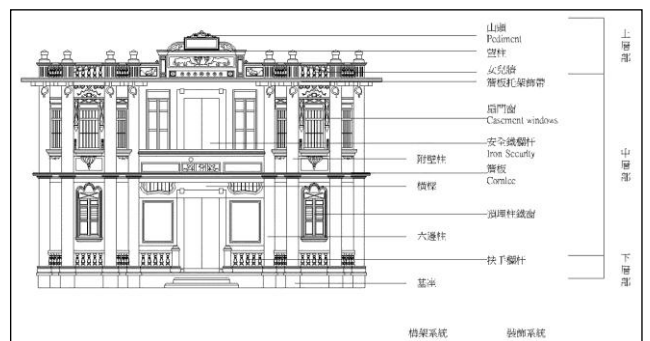 山牆
Pediment
望柱
女兒牆
簷板托架飾帶
扇門窗
Casement windows
安全鐵欄杆
Iron Security
簷板
Cornice
附壁柱
橫樑
六邊柱
扶手欄杆
基座
上層部
中層部
下層部
構架系統
裝飾系統